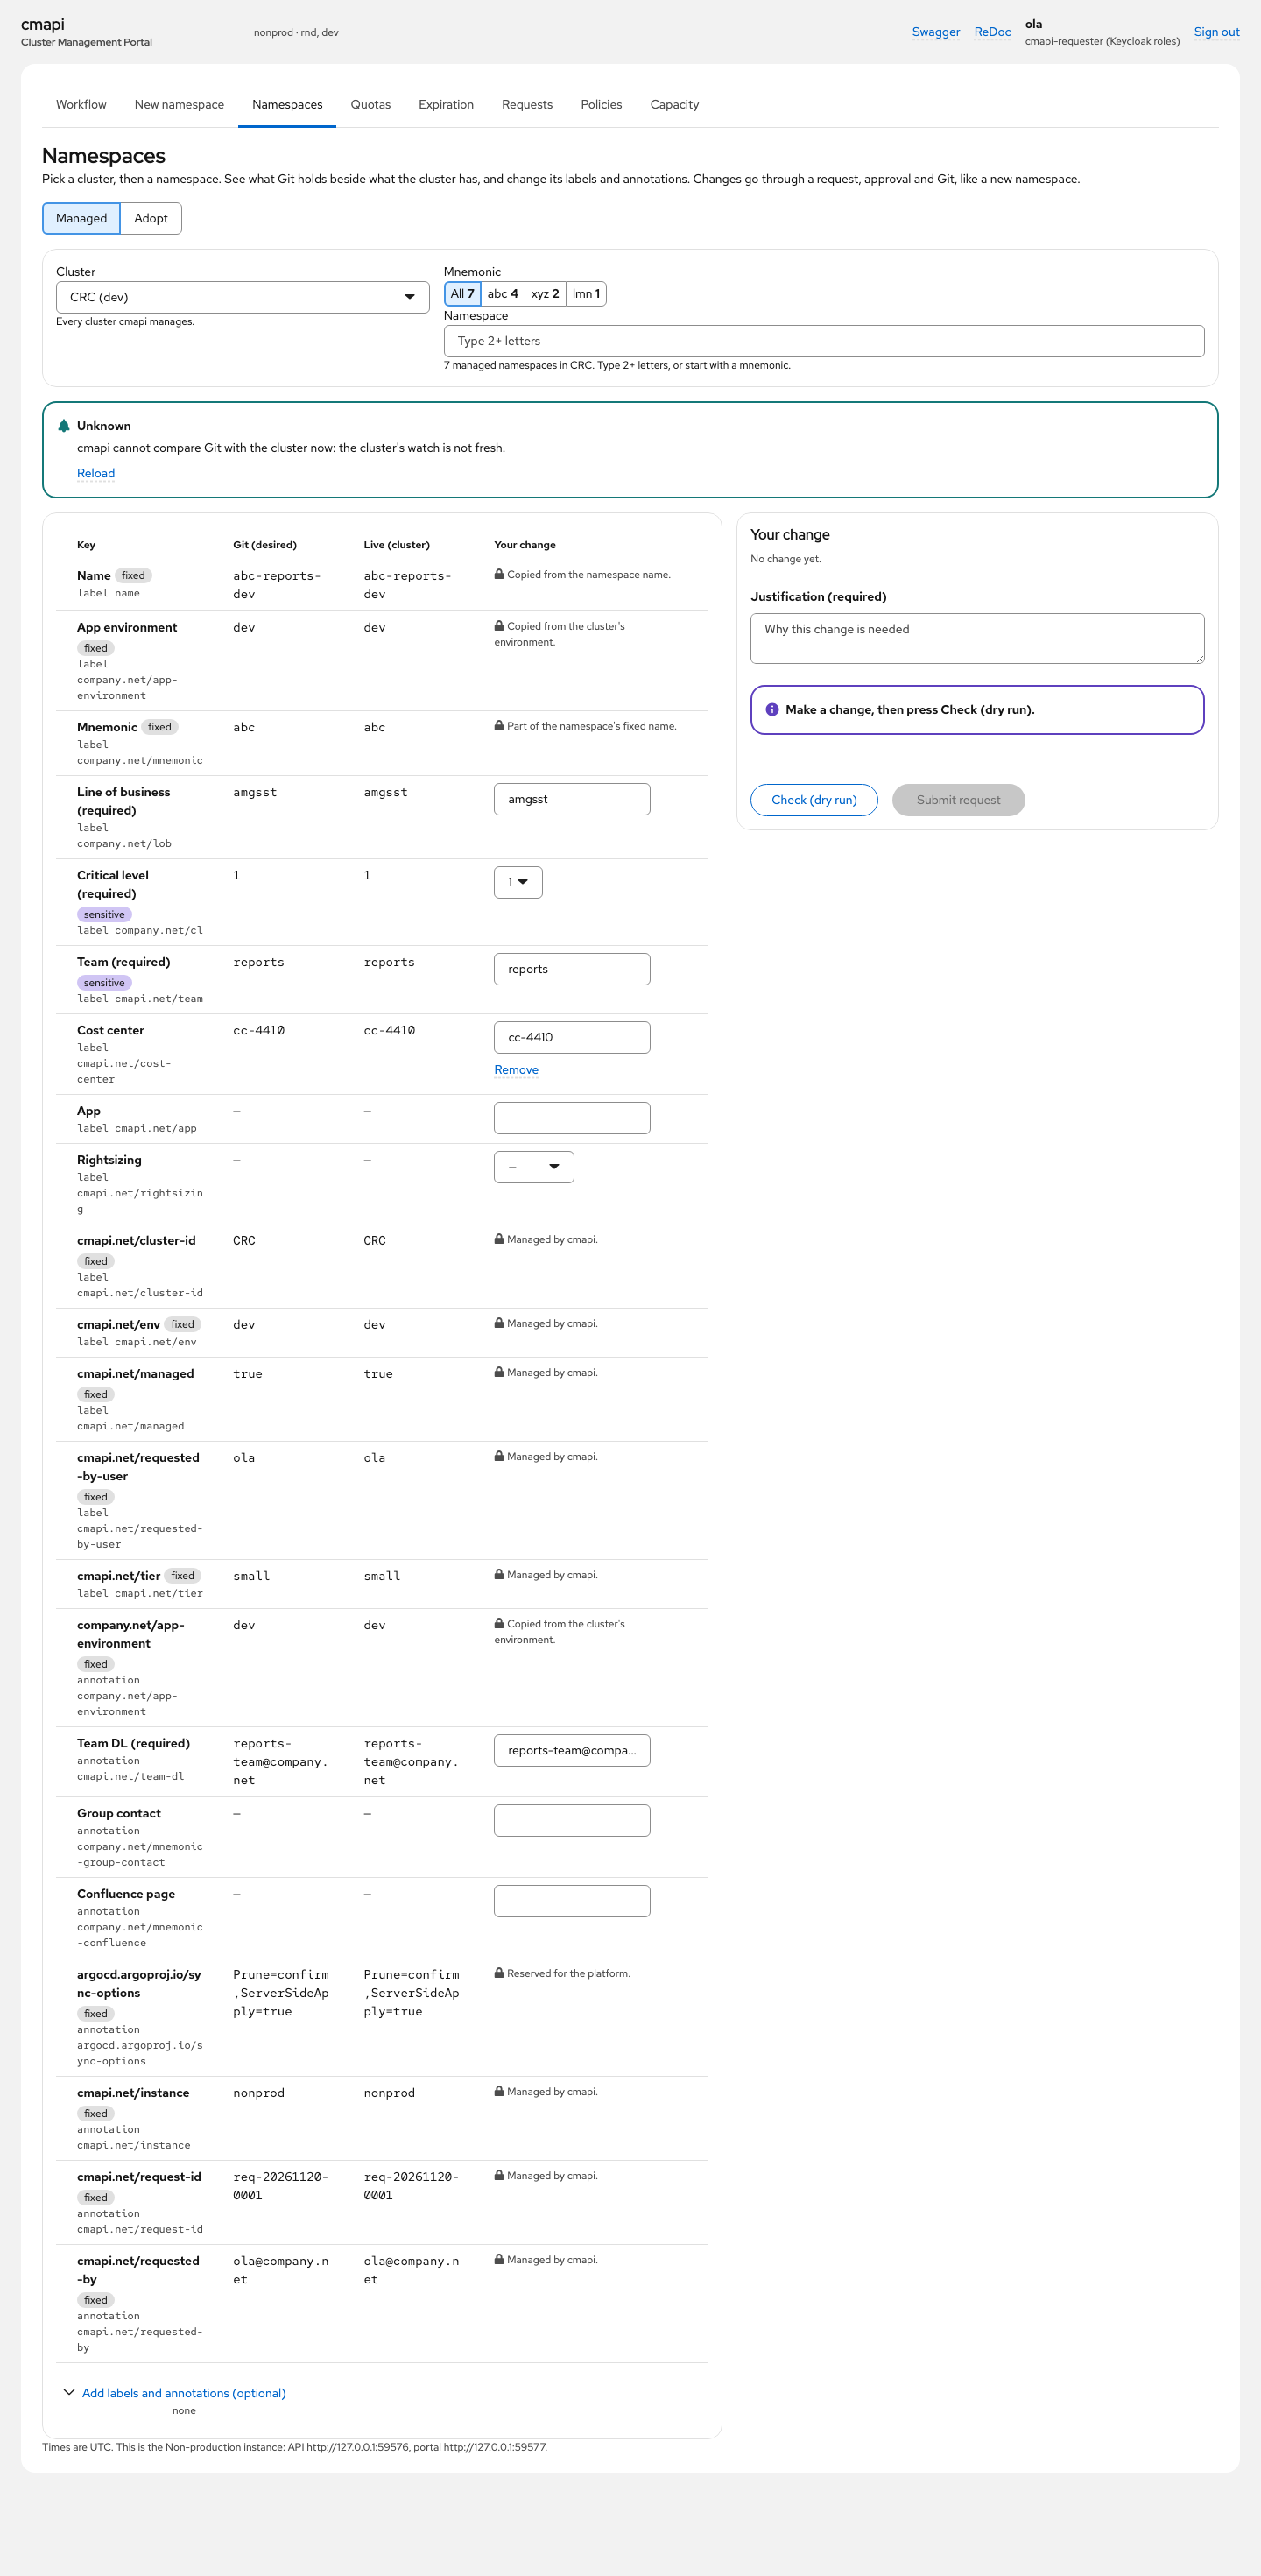 cmapi
Cluster Management Portal
nonprod · rnd, dev
Swagger
ReDoc
ola
cmapi-requester (Keycloak roles)
Sign out
Workflow
New namespace
Namespaces
Quotas
Expiration
Requests
Policies
Capacity
Namespaces
Pick a cluster, then a namespace. See what Git holds beside what the cluster has, and change its labels and annotations. Changes go through a request, approval and Git, like a new namespace.
Managed
Adopt
Cluster
CRC (dev)
Every cluster cmapi manages.
Mnemonic
All 7
abc 4
xyz 2
lmn 1
Namespace
Type 2+ letters
7 managed namespaces in CRC. Type 2+ letters, or start with a mnemonic.
Unknown
cmapi cannot compare Git with the cluster now: the cluster's watch is not fresh.
Reload
Key
Git (desired)
Live (cluster)
Your change
Name fixed
label name
abc-reports-
dev
abc-reports-
dev
Copied from the namespace name.
App environment
fixed
label
company.net/app-
environment
dev
dev
Copied from the cluster's
environment.
Mnemonic fixed
label
company.net/mnemonic
abc
abc
Part of the namespace's fixed name.
Line of business
(required)
label
company.net/lob
amgsst
amgsst
amgsst
Critical level
(required)
sensitive
label company.net/cl
1
1
1
Team (required)
sensitive
label cmapi.net/team
reports
reports
reports
Cost center
label
cmapi.net/cost-
center
cc-4410
cc-4410
cc-4410
Remove
App
label cmapi.net/app
—
—
Rightsizing
label
cmapi.net/rightsizin
g
—
—
—
cmapi.net/cluster-id
fixed
label
cmapi.net/cluster-id
CRC
CRC
Managed by cmapi.
cmapi.net/env fixed
label cmapi.net/env
dev
dev
Managed by cmapi.
cmapi.net/managed
fixed
label
cmapi.net/managed
true
true
Managed by cmapi.
cmapi.net/requested
-by-user
fixed
label
cmapi.net/requested-
by-user
ola
ola
Managed by cmapi.
cmapi.net/tier fixed
label cmapi.net/tier
small
small
Managed by cmapi.
company.net/app-
environment
fixed
annotation
company.net/app-
environment
dev
dev
Copied from the cluster's
environment.
Team DL (required)
annotation
cmapi.net/team-dl
reports-
team@company.
net
reports-
team@company.
net
reports-team@compa...
Group contact
annotation
company.net/mnemonic
-group-contact
—
—
Confluence page
annotation
company.net/mnemonic
-confluence
—
—
argocd.argoproj.io/sy
nc-options
fixed
annotation
argocd.argoproj.io/s
ync-options
Prune=confirm
,ServerSideAp
ply=true
Prune=confirm
,ServerSideAp
ply=true
Reserved for the platform.
cmapi.net/instance
fixed
annotation
cmapi.net/instance
nonprod
nonprod
Managed by cmapi.
cmapi.net/request-id
fixed
annotation
cmapi.net/request-id
req-20261120-
0001
req-20261120-
0001
Managed by cmapi.
cmapi.net/requested
-by
fixed
annotation
cmapi.net/requested-
by
ola@company.n
et
ola@company.n
et
Managed by cmapi.
Add labels and annotations (optional)
none
Your change
No change yet.
Justification (required)
Why this change is needed
Make a change, then press Check (dry run).
Check (dry run)
Submit request
Times are UTC. This is the Non-production instance: API http://127.0.0.1:59576, portal http://127.0.0.1:59577.